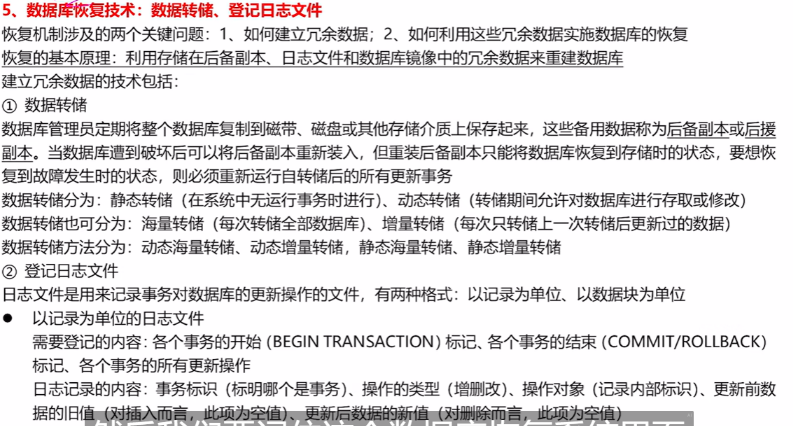 5、数据库恢复技术：数据转储、登记日志文件
恢复机制涉及的两个关键问题：1、如何建立冗余数据；2、如何利用这些冗余数据实施数据库的恢复
恢复的基本原理：利用存储在后备副本、日志文件和数据库镜像中的冗余数据来重建数据库
建立冗余数据的技术包括：
① 数据转储
数据库管理员定期将整个数据库复制到磁带、磁盘或其他存储介质上保存起来，这些备用数据称为后备副本或后援
副本。当数据库遭到破坏后可以将后备副本重新装入，但重装后备副本只能将数据库恢复到存储时的状态，要想恢
复到故障发生时的状态，则必须重新运行自转储后的所有更新事务
数据转储分为：静态转储（在系统中无运行事务时进行）、动态转储（转储期间允许对数据库进行存取或修改）
数据转储也可分为：海量转储（每次转储全部数据库）、增量转储（每次只转储上一次转储后更新过的数据）
数据转储方法分为：动态海量转储、动态增量转储，静态海量转储、静态增量转储
② 登记日志文件
日志文件是用来记录事务对数据库的更新操作的文件，有两种格式：以记录为单位、以数据块为单位
● 以记录为单位的日志文件
需要登记的内容：各个事务的开始（BEGIN TRANSACTION）标记、各个事务的结束（COMMIT/ROLLBACK）
标记、各个事务的所有更新操作
日志记录的内容：事务标识（标明哪个是事务）、操作的类型（增删改）、操作对象（记录内部标识）、更新前数
据的旧值（对插入而言，此项为空值）、更新后数据的新值（对删除而言，此项为空值）